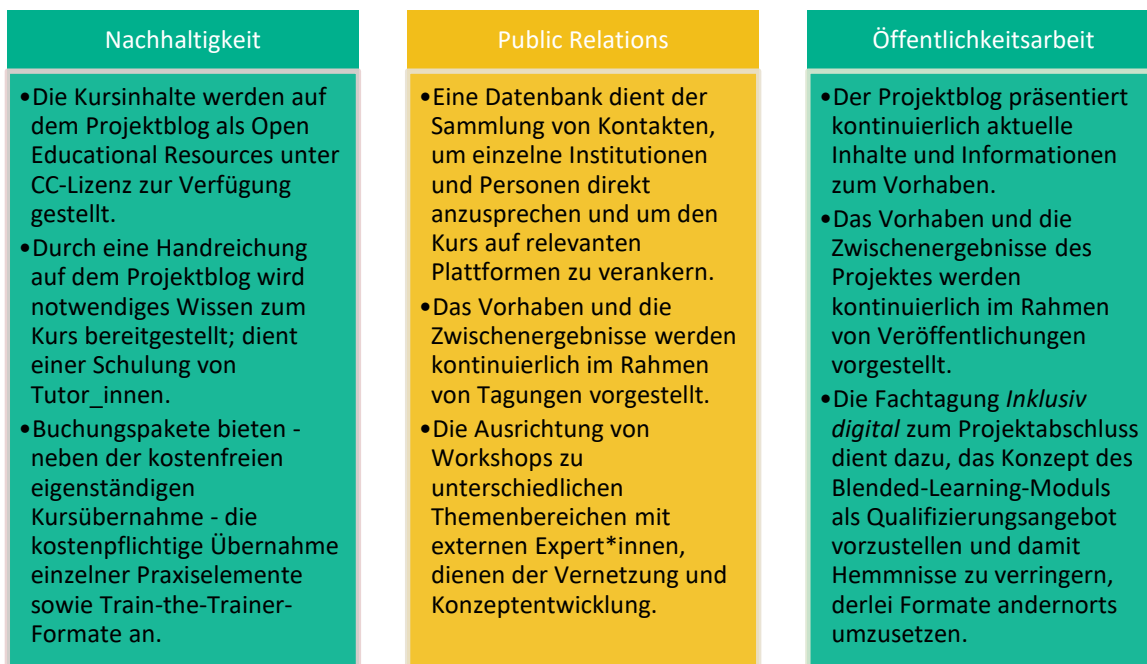 Nachhaltigkeit
•Die Kursinhalte werden auf
dem Projektblog als Open
Educational Resources unter
CC-Lizenz zur Verfügung
gestellt.
•Durch eine Handreichung
auf dem Projektblog wird
notwendiges Wissen zum
Kurs bereitgestellt; dient
einer Schulung von
Tutor_innen.
•Buchungspakete bieten -
neben der kostenfreien
eigenständigen
Kursübernahme - die
kostenpflichtige Übernahme
einzelner Praxiselemente
sowie Train-the-Trainer-
Formate an.
Public Relations
•Eine Datenbank dient der
Sammlung von Kontakten,
um einzelne Institutionen
und Personen direkt
anzusprechen und um den
Kurs auf relevanten
Plattformen zu verankern.
•Das Vorhaben und die
Zwischenergebnisse werden
kontinuierlich im Rahmen
von Tagungen vorgestellt.
•Die Ausrichtung von
Workshops zu
unterschiedlichen
Themenbereichen mit
externen Expert*innen,
dienen der Vernetzung und
Konzeptentwicklung.
Öffentlichkeitsarbeit
•Der Projektblog präsentiert
kontinuierlich aktuelle
Inhalte und Informationen
zum Vorhaben.
•Das Vorhaben und die
Zwischenergebnisse des
Projektes werden
kontinuierlich im Rahmen
von Veröffentlichungen
vorgestellt.
•Die Fachtagung Inklusiv
digital zum Projektabschluss
dient dazu, das Konzept des
Blended-Learning-Moduls
als Qualifizierungsangebot
vorzustellen und damit
Hemmnisse zu verringern,
derlei Formate andernorts
umzusetzen.